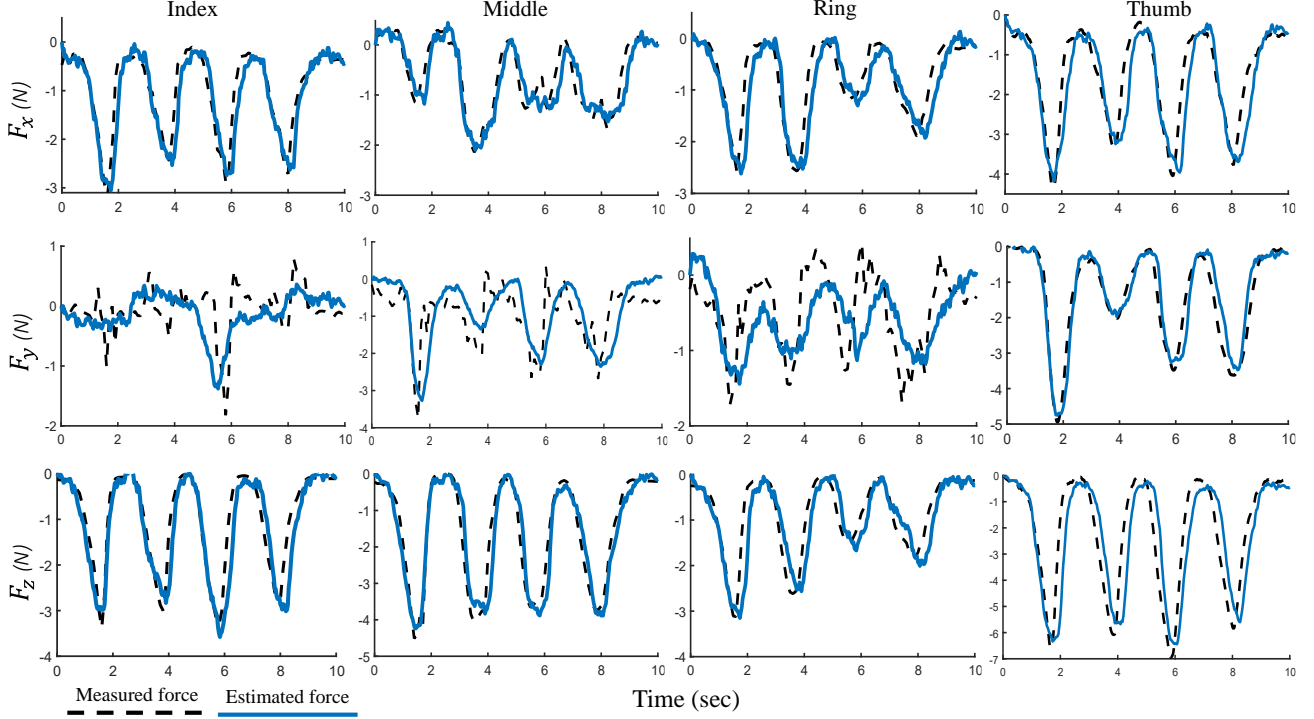 Index Middle Ring Thumb
F_x (N)
0 -1 -2 -3
0 2 4 6 8 10
0 -1 -2 -3
0 2 4 6 8 10
0 -1 -2 -3
0 2 4 6 8 10
0 -1 -2 -3 -4
0 2 4 6 8 10
F_y (N)
1 0 -1 -2
0 2 4 6 8 10
0 -1 -2 -3 -4
0 2 4 6 8 10
0 -1 -2
0 2 4 6 8 10
0 -1 -2 -3 -4 -5
0 2 4 6 8 10
F_z (N)
0 -1 -2 -3 -4
0 2 4 6 8 10
0 -1 -2 -3 -4 -5
0 2 4 6 8 10
0 -1 -2 -3 -4
0 2 4 6 8 10
0 -1 -2 -3 -4 -5 -6 -7
0 2 4 6 8 10
Measured force Estimated force
Time (sec)